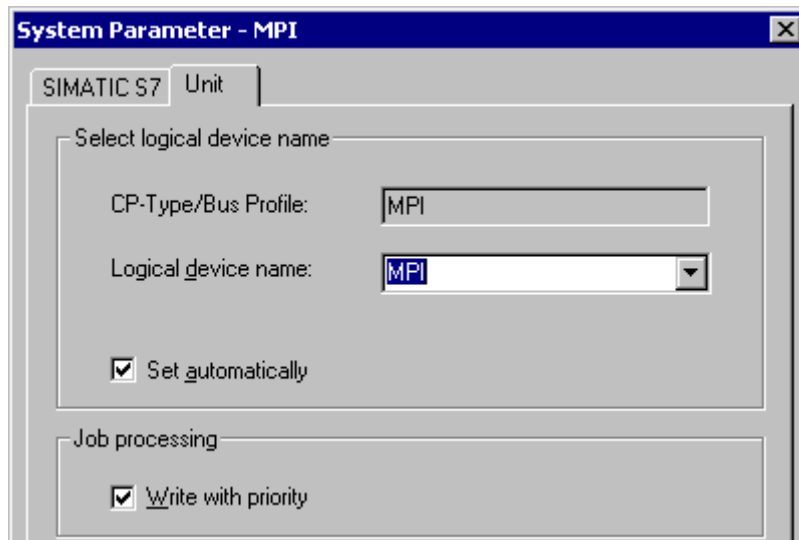 System Parameter - MPI
SIMATIC S7 Unit
Select logical device name
CP-Type/Bus Profile: MPI
Logical device name: MPI
Set automatically
Job processing
Write with priority